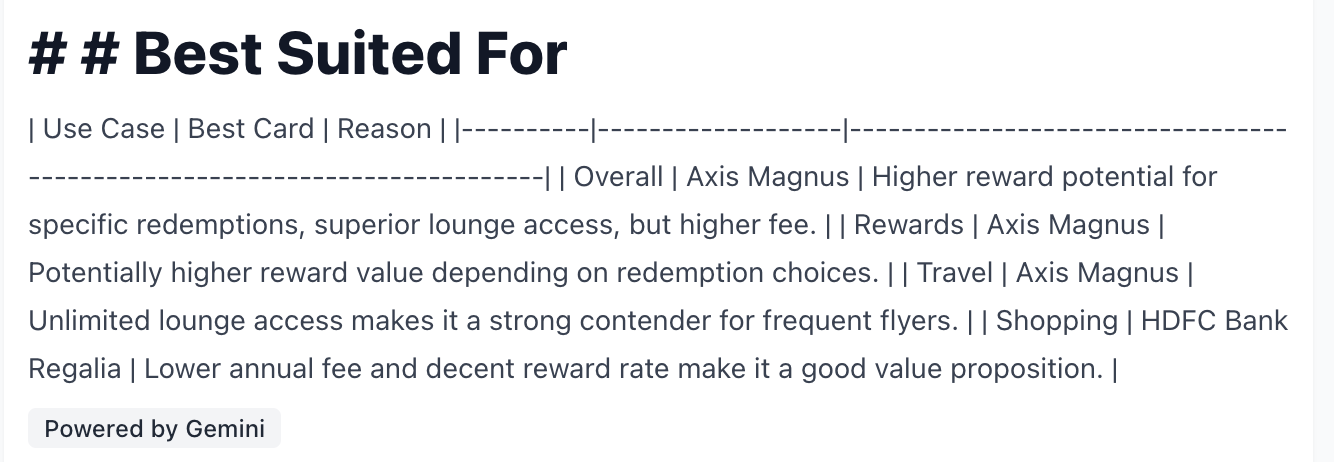 # # Best Suited For
| Use Case | Best Card | Reason | |----------|-------------------|----------------------------------
----------------------------------------| | Overall | Axis Magnus | Higher reward potential for
specific redemptions, superior lounge access, but higher fee. | | Rewards | Axis Magnus |
Potentially higher reward value depending on redemption choices. | | Travel | Axis Magnus |
Unlimited lounge access makes it a strong contender for frequent flyers. | | Shopping | HDFC Bank
Regalia | Lower annual fee and decent reward rate make it a good value proposition. |
Powered by Gemini